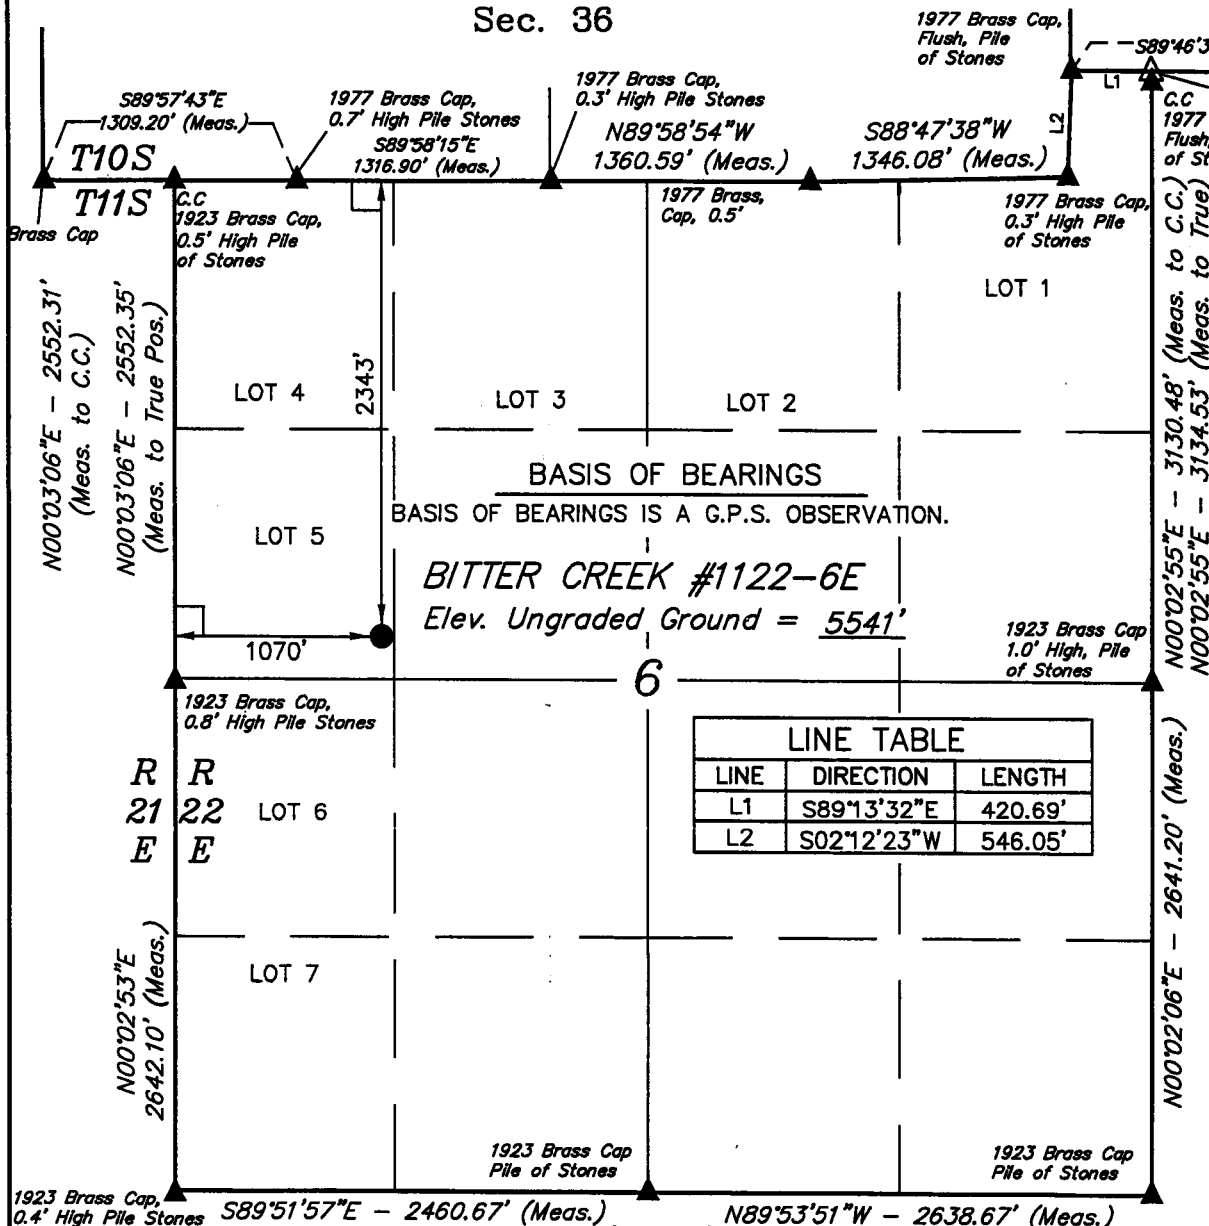 Sec. 36
1977 Brass Cap,
Flush, Pile
of Stones
S89°46'3
L1
L2
C.C
1977
Flush,
of St
S89°57'43"E
1309.20' (Meas.)
1977 Brass Cap,
0.7' High Pile Stones
S89°58'15"E
1316.90' (Meas.)
1977 Brass Cap,
0.3' High Pile Stones
N89°58'54"W
1360.59' (Meas.)
S88°47'38"W
1346.08' (Meas.)
T10S
T11S
Brass Cap
C.C
1923 Brass Cap,
0.5' High Pile
of Stones
1977 Brass,
Cap, 0.5'
1977 Brass Cap,
0.3' High Pile
of Stones
N00°03'06"E - 2552.31'
(Meas. to C.C.)
N00°03'06"E - 2552.35'
(Meas. to True Pos.)
N00°02'55"E - 3130.48' (Meas. to C.C.)
N00°02'55"E - 3134.53' (Meas. to True)
LOT 1
LOT 4
2343'
LOT 3
LOT 2
BASIS OF BEARINGS
BASIS OF BEARINGS IS A G.P.S. OBSERVATION.
LOT 5
BITTER CREEK #1122-6E
Elev. Ungraded Ground = 5541'
1070'
1923 Brass Cap
1.0' High, Pile
of Stones
6
1923 Brass Cap,
0.8' High Pile Stones
LINE TABLE
LINE DIRECTION LENGTH
L1 S89°13'32"E 420.69'
L2 S02°12'23"W 546.05'
R R
21 22
E E
LOT 6
N00°02'53"E
2642.10' (Meas.)
LOT 7
N00°02'06"E - 2641.20' (Meas.)
1923 Brass Cap
Pile of Stones
1923 Brass Cap
Pile of Stones
1923 Brass Cap,
0.4' High Pile Stones
S89°51'57"E - 2460.67' (Meas.)
N89°53'51"W - 2638.67' (Meas.)